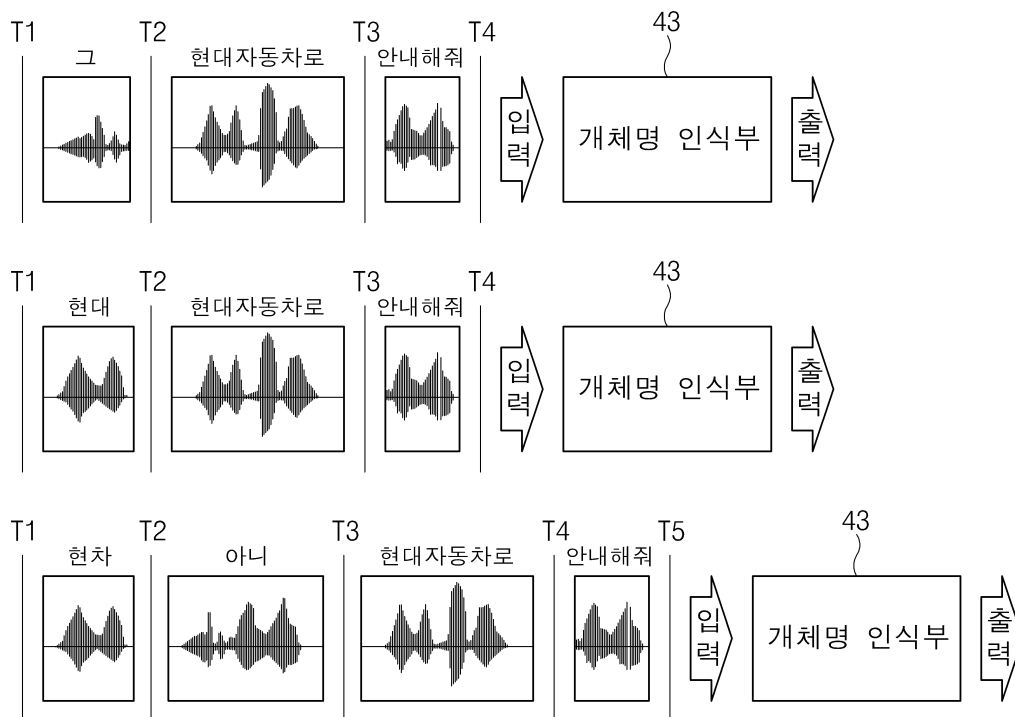 T1 T2 T3 T4 43
그 현대자동차로 안내해줘
입력 개체명 인식부 출력
T1 T2 T3 T4 43
현대 현대자동차로 안내해줘
입력 개체명 인식부 출력
T1 T2 T3 T4 T5 43
현차 아니 현대자동차로 안내해줘
입력 개체명 인식부 출력